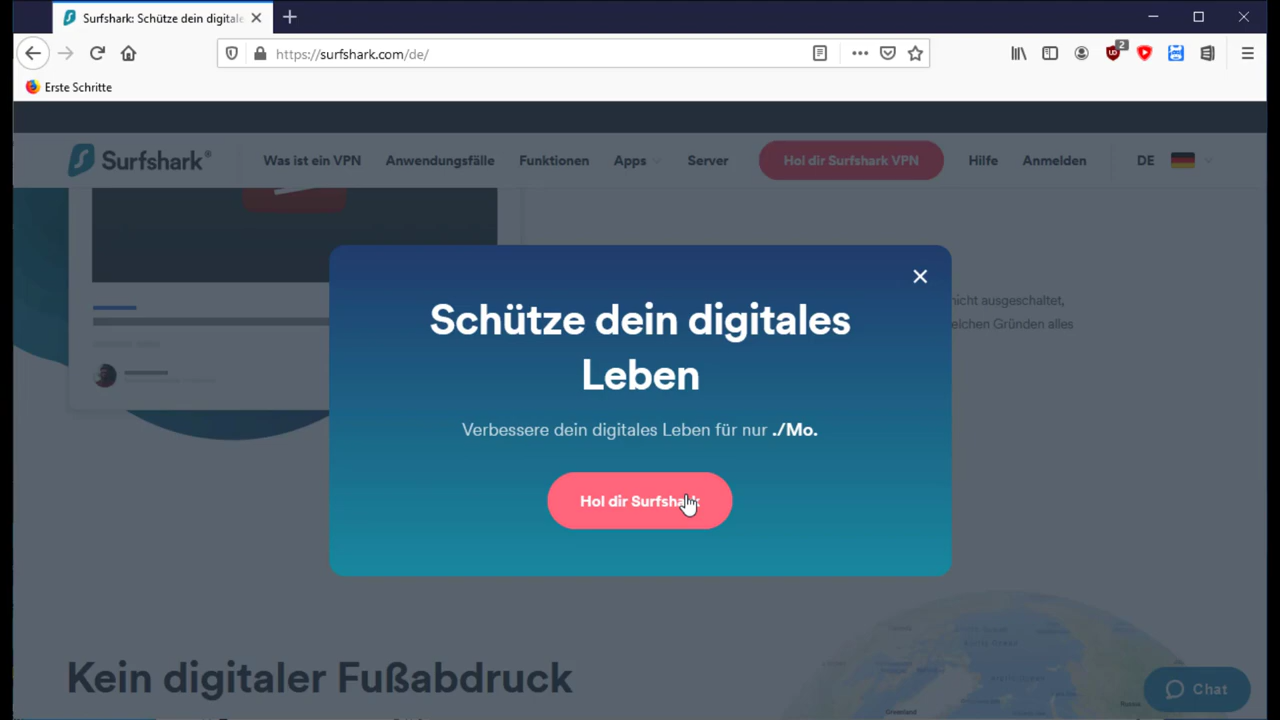 Surfshark: Schütze dein digitale
https://surfshark.com/de/
2
Erste Schritte
Surfshark®
Was ist ein VPN
Anwendungsfälle
Funktionen
Apps
Server
Hol dir Surfshark VPN
Hilfe
Anmelden
DE
nicht ausgeschaltet,
elchen Gründen alles
Schütze dein digitales
Leben
Verbessere dein digitales Leben für nur ./Mo.
Hol dir Surfshark
Kein digitaler Fußabdruck
Chat